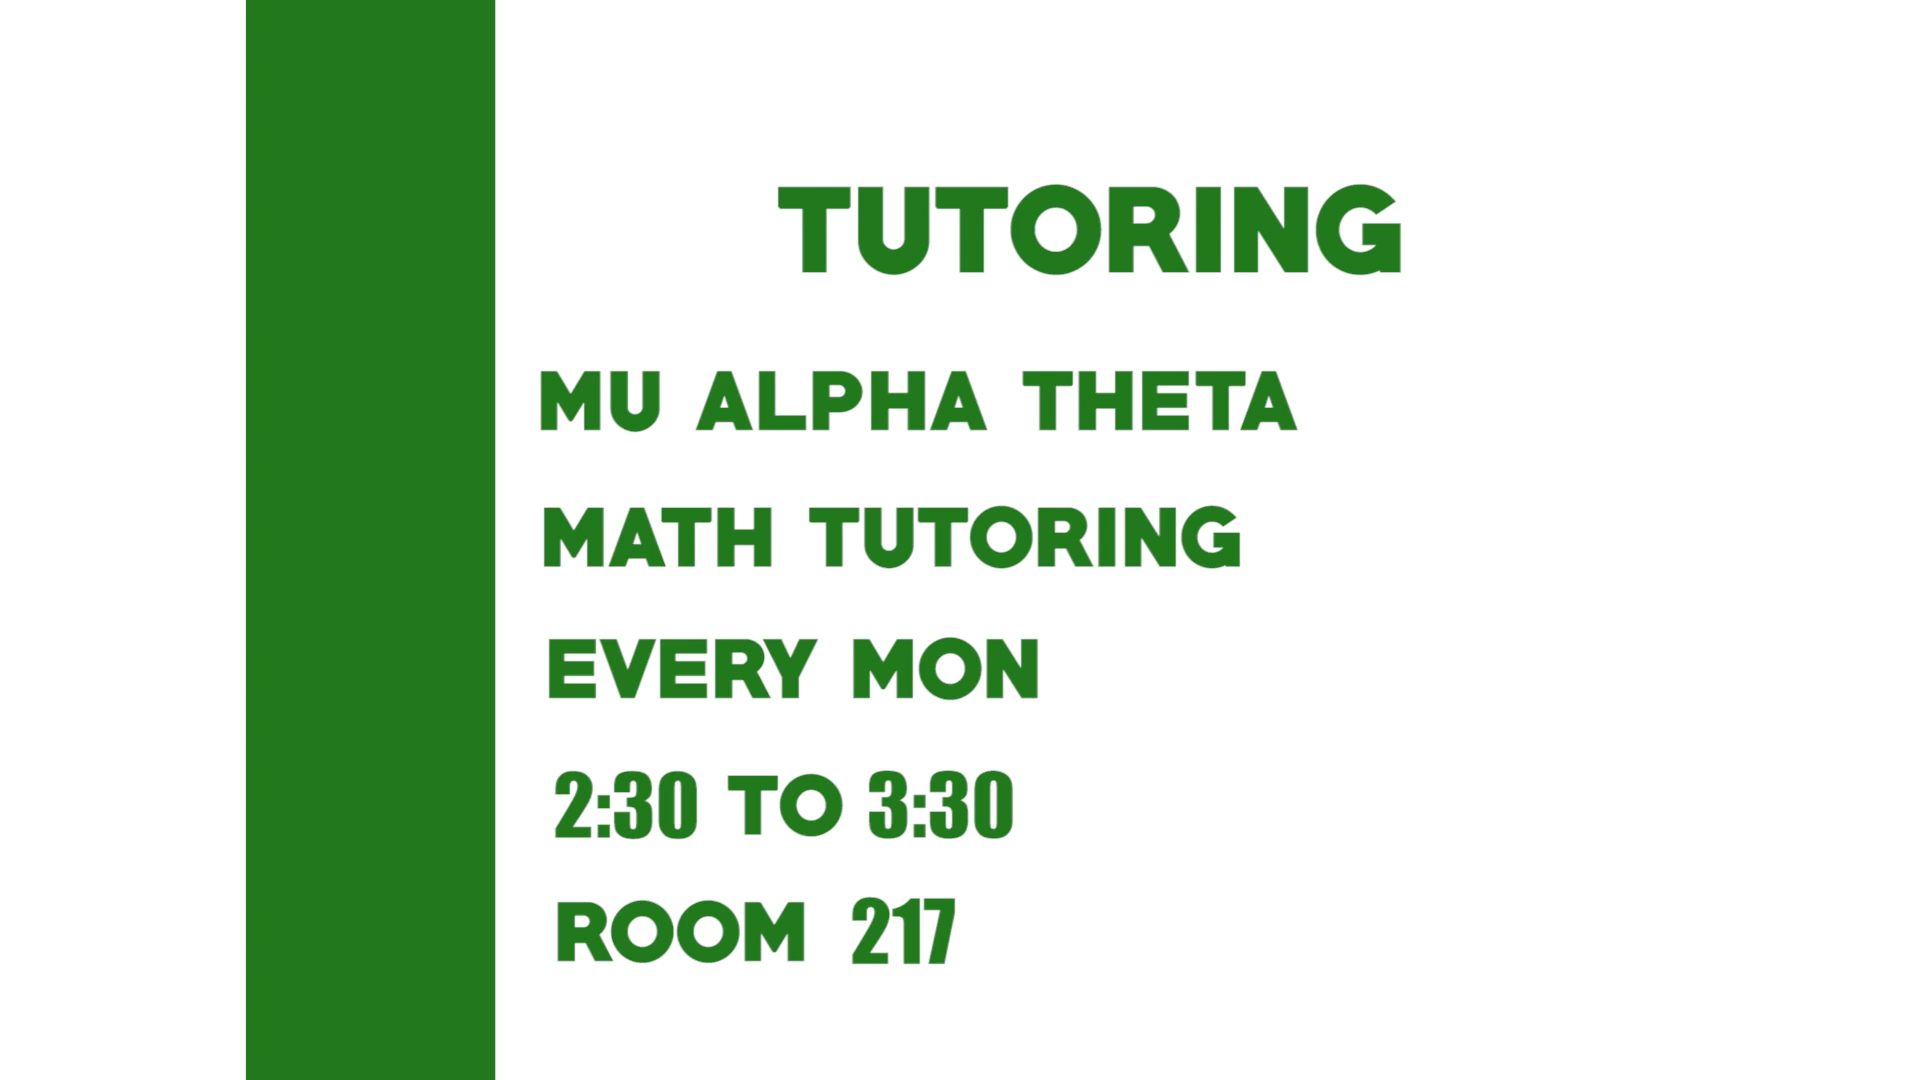 TUTORING
MU ALPHA THETA
MATH TUTORING
EVERY MON
2:30 TO 3:30
ROOM 217